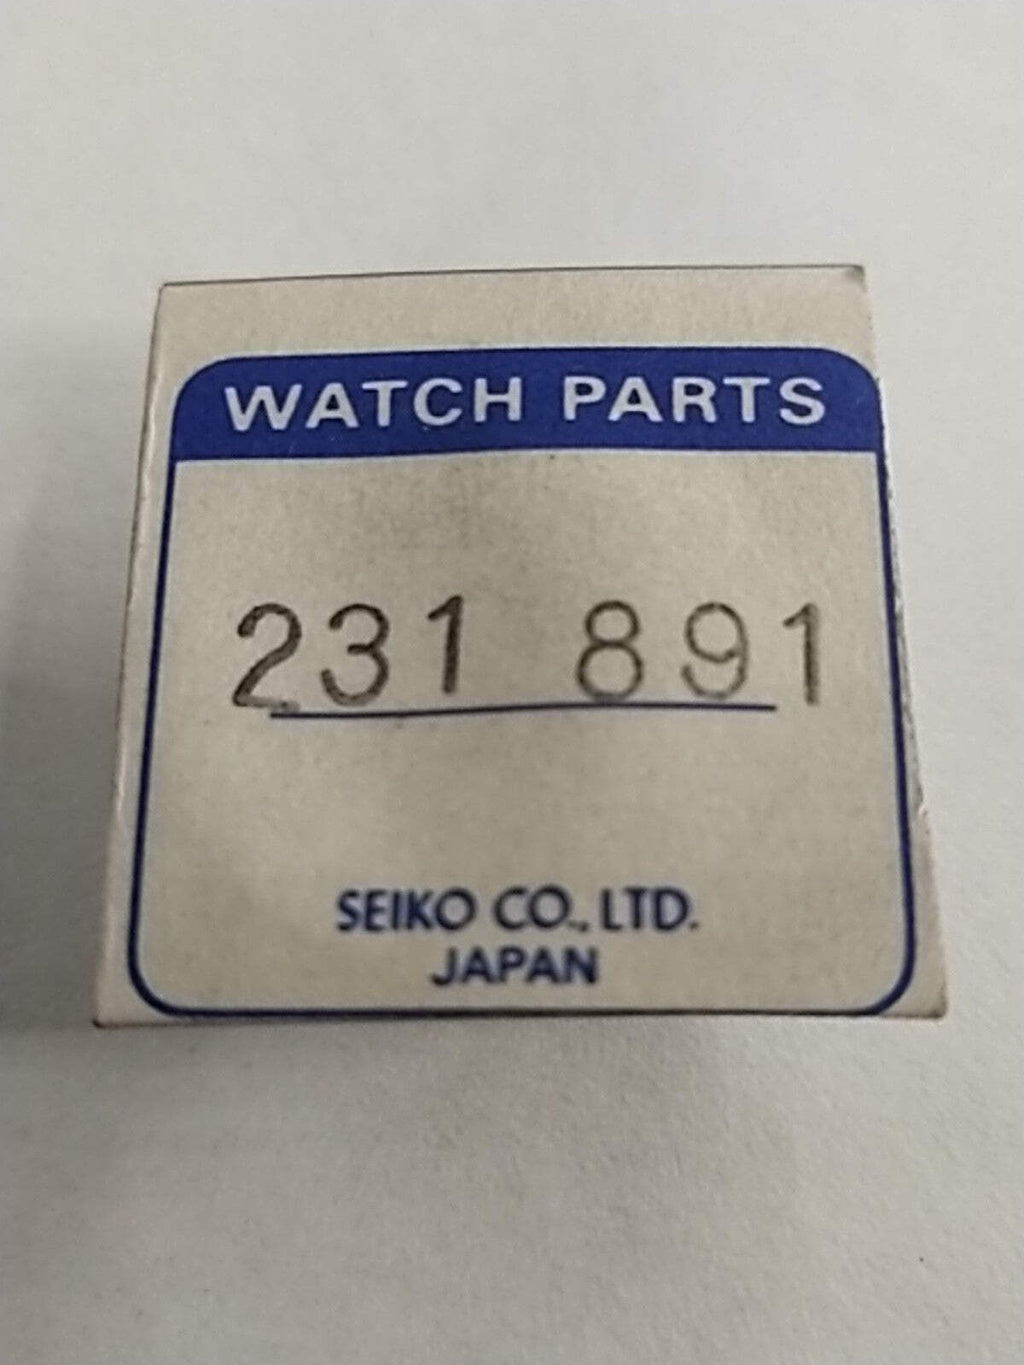 WATCH PARTS
231 891
SEIKO CO., LTD.
JAPAN